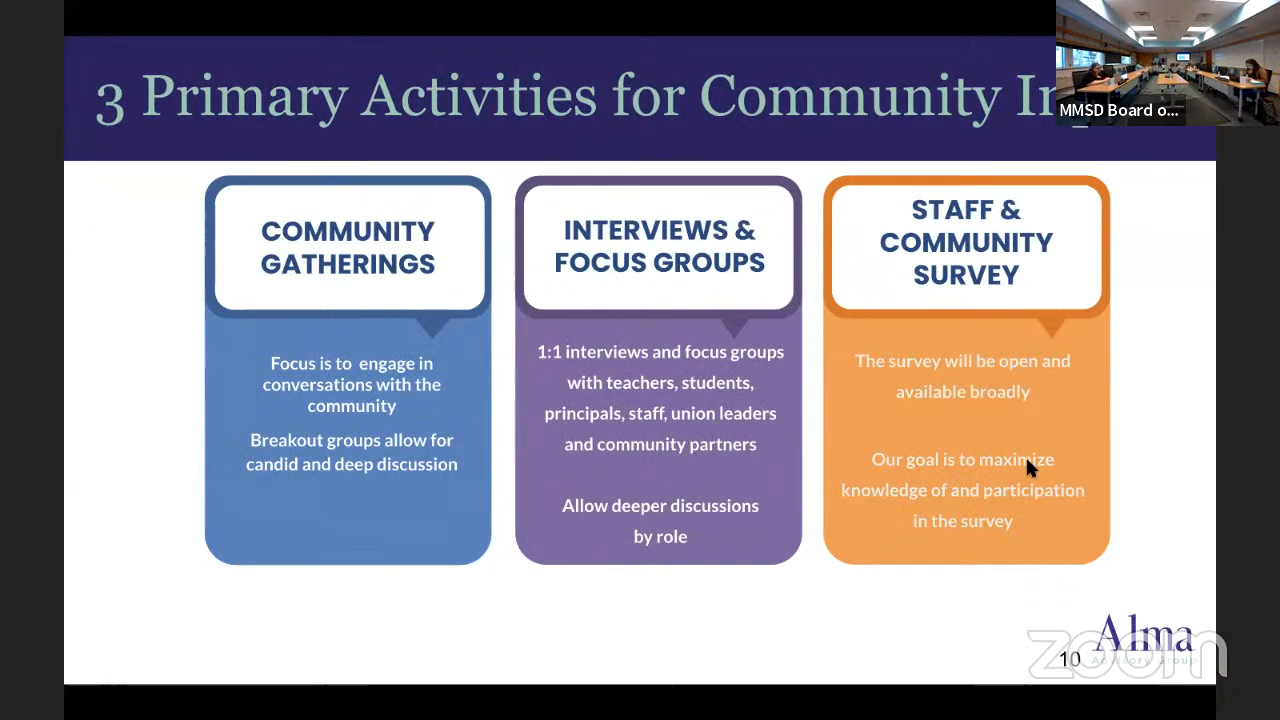 3 Primary Activities for Community
MMSD Board o...
COMMUNITY
GATHERINGS
Focus is to engage in
conversations with the
community
Breakout groups allow for
candid and deep discussion
INTERVIEWS &
FOCUS GROUPS
1:1 interviews and focus groups
with teachers, students,
principals, staff, union leaders
and community partners
Allow deeper discussions
by role
STAFF &
COMMUNITY
SURVEY
The survey will be open and
available broadly
Our goal is to maximize
knowledge of and participation
in the survey
Alma
Advisory Group
zoom
10